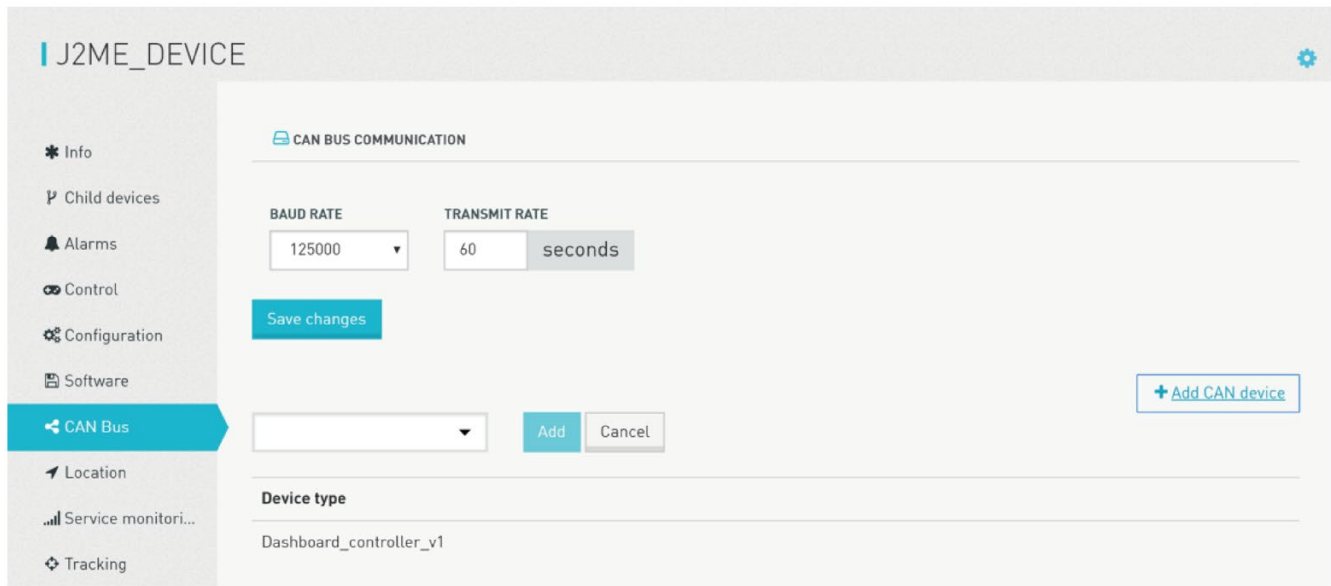 J2ME_DEVICE
Info
Child devices
Alarms
Control
Configuration
Software
CAN Bus
Location
Service monitori...
Tracking
CAN BUS COMMUNICATION
BAUD RATE TRANSMIT RATE
125000 60 seconds
Save changes
Add CAN device
Add Cancel
Device type
Dashboard_controller_v1